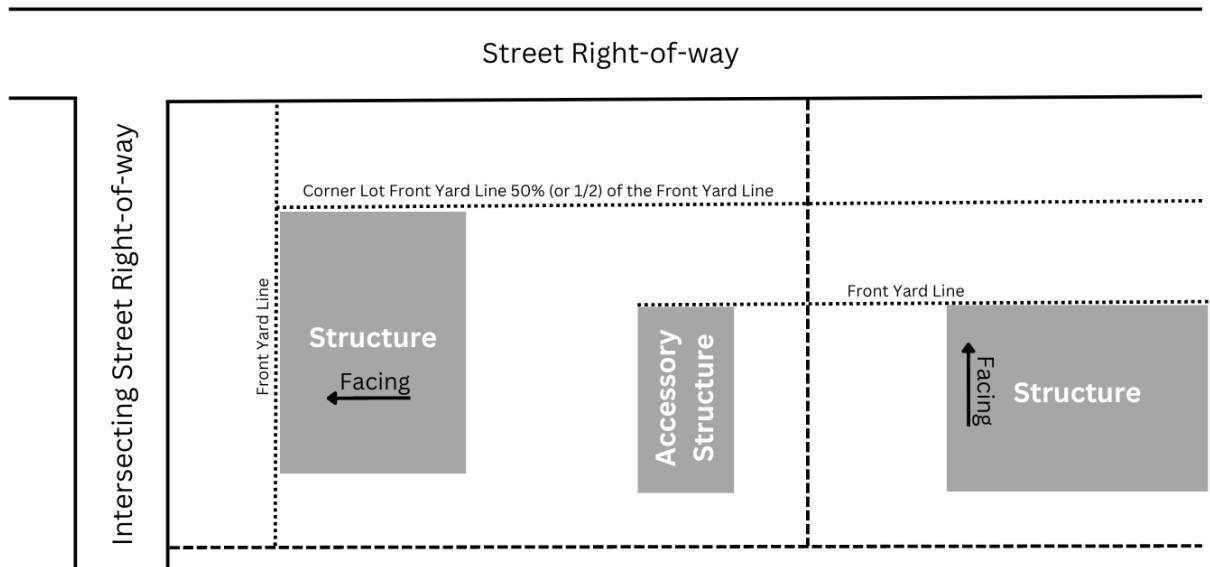 Street Right-of-way
Intersecting Street Right-of-way
Corner Lot Front Yard Line 50% (or 1/2) of the Front Yard Line
Front Yard Line
Structure
Facing
Accessory
Structure
Front Yard Line
Facing
Structure